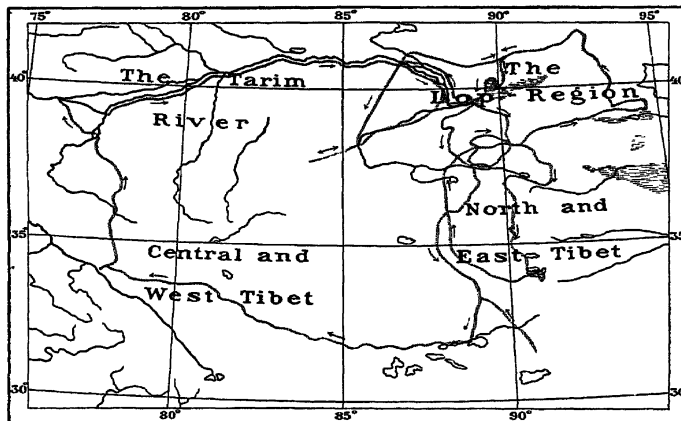 75° 80° 85° 90° 95°
40° The Tarim The 40°
Lop Region
River
North and
35° Central and East Tibet 35°
West Tibet
30° 30°
80° 85° 90°